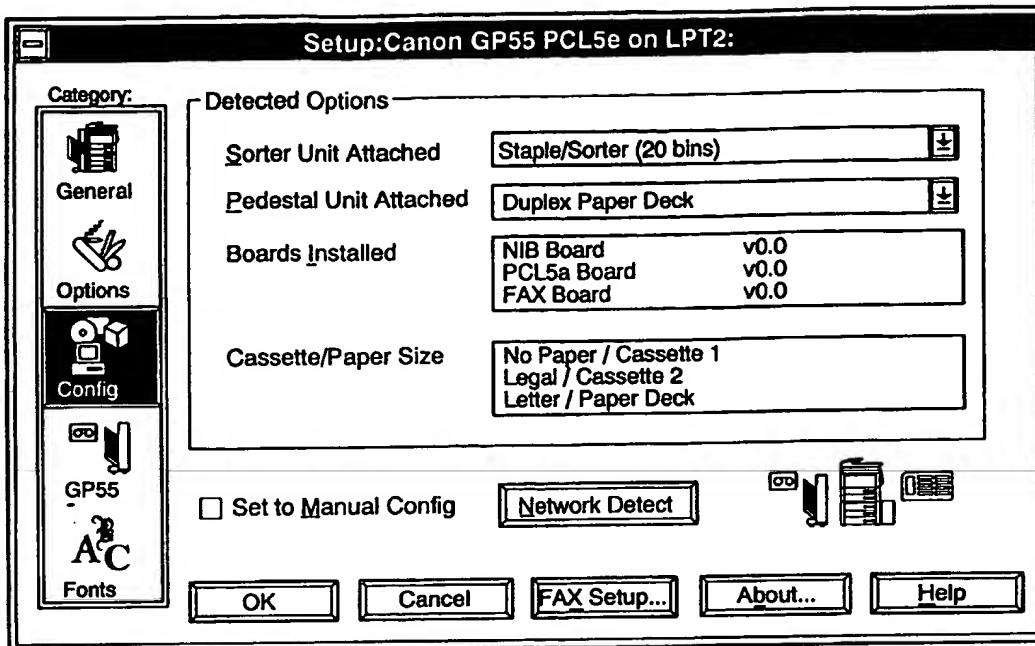 Setup:Canon GP55 PCL5e on LPT2:
Category:
General
Options
Config
GP55
Fonts
Detected Options
Sorter Unit Attached
Staple/Sorter (20 bins)
Pedestal Unit Attached
Duplex Paper Deck
Boards Installed
NIB Board v0.0
PCL5a Board v0.0
FAX Board v0.0
Cassette/Paper Size
No Paper / Cassette 1
Legal / Cassette 2
Letter / Paper Deck
Set to Manual Config
Network Detect
OK
Cancel
FAX Setup...
About...
Help